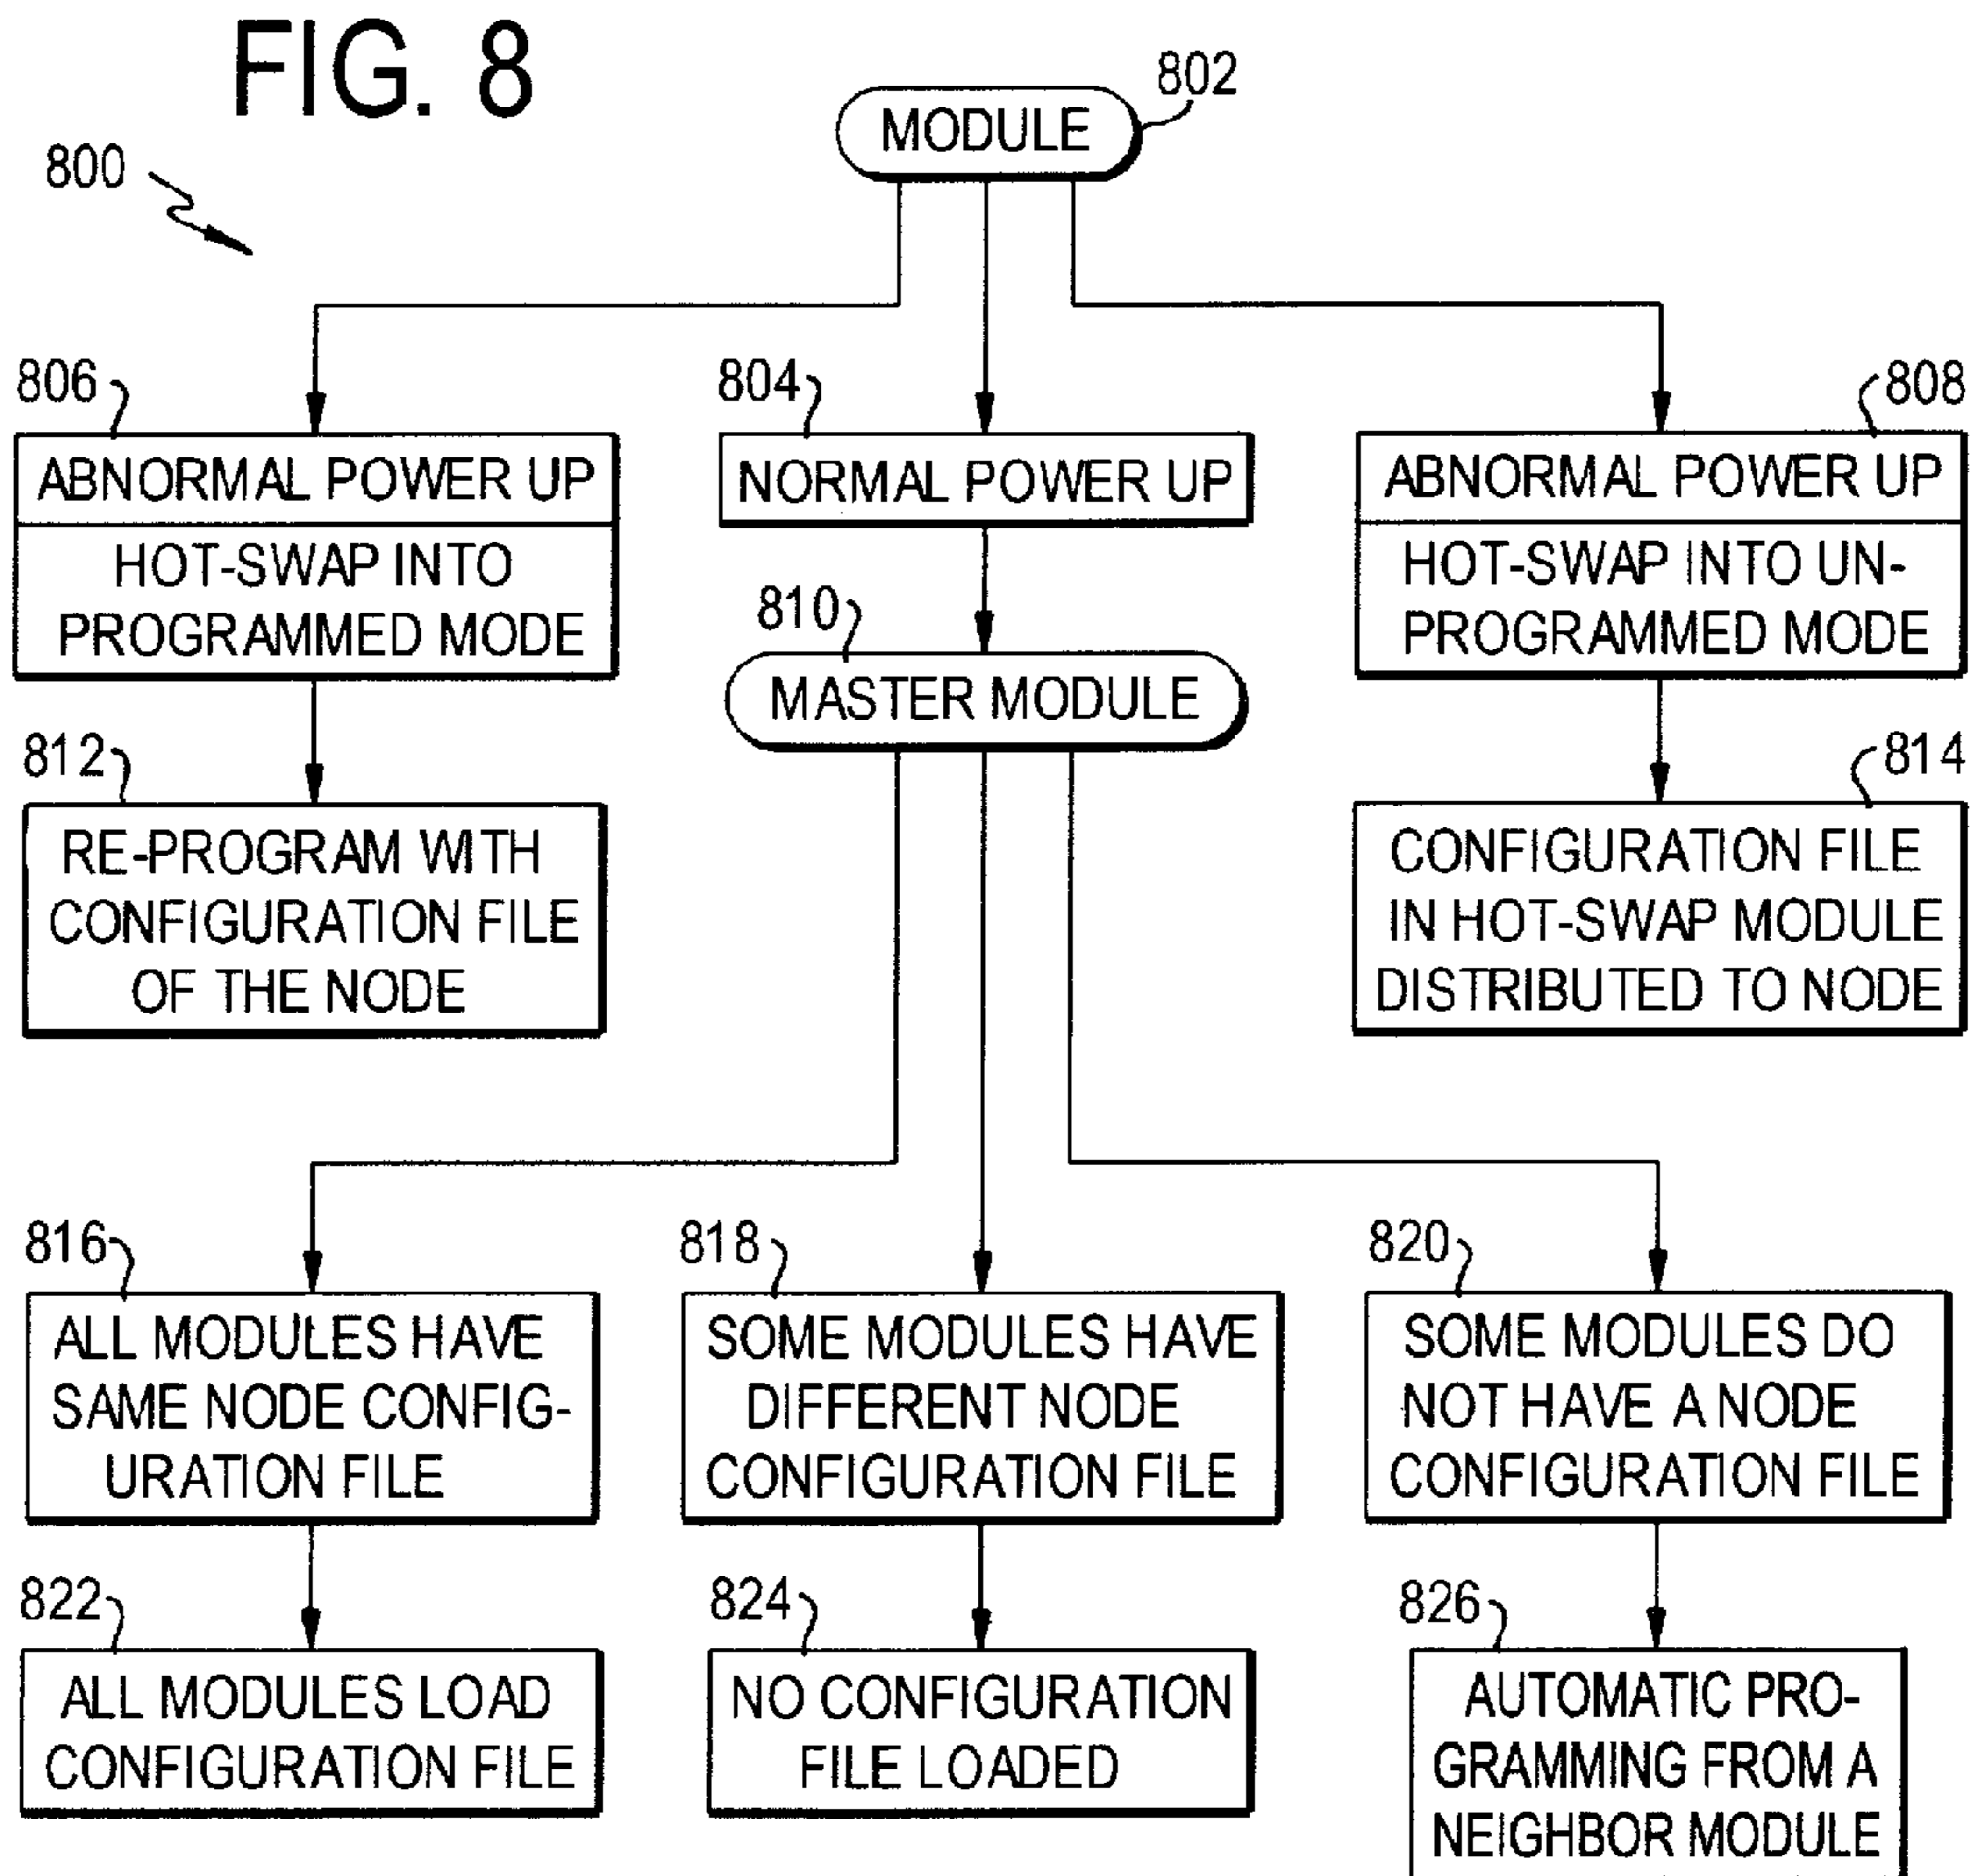 FIG. 8
800
802
MODULE
806
ABNORMAL POWER UP
HOT-SWAP INTO
PROGRAMMED MODE
804
NORMAL POWER UP
808
ABNORMAL POWER UP
HOT-SWAP INTO UN-
PROGRAMMED MODE
810
MASTER MODULE
812
RE-PROGRAM WITH
CONFIGURATION FILE
OF THE NODE
814
CONFIGURATION FILE
IN HOT-SWAP MODULE
DISTRIBUTED TO NODE
816
ALL MODULES HAVE
SAME NODE CONFIG-
URATION FILE
818
SOME MODULES HAVE
DIFFERENT NODE
CONFIGURATION FILE
820
SOME MODULES DO
NOT HAVE A NODE
CONFIGURATION FILE
822
ALL MODULES LOAD
CONFIGURATION FILE
824
NO CONFIGURATION
FILE LOADED
826
AUTOMATIC PRO-
GRAMMING FROM A
NEIGHBOR MODULE